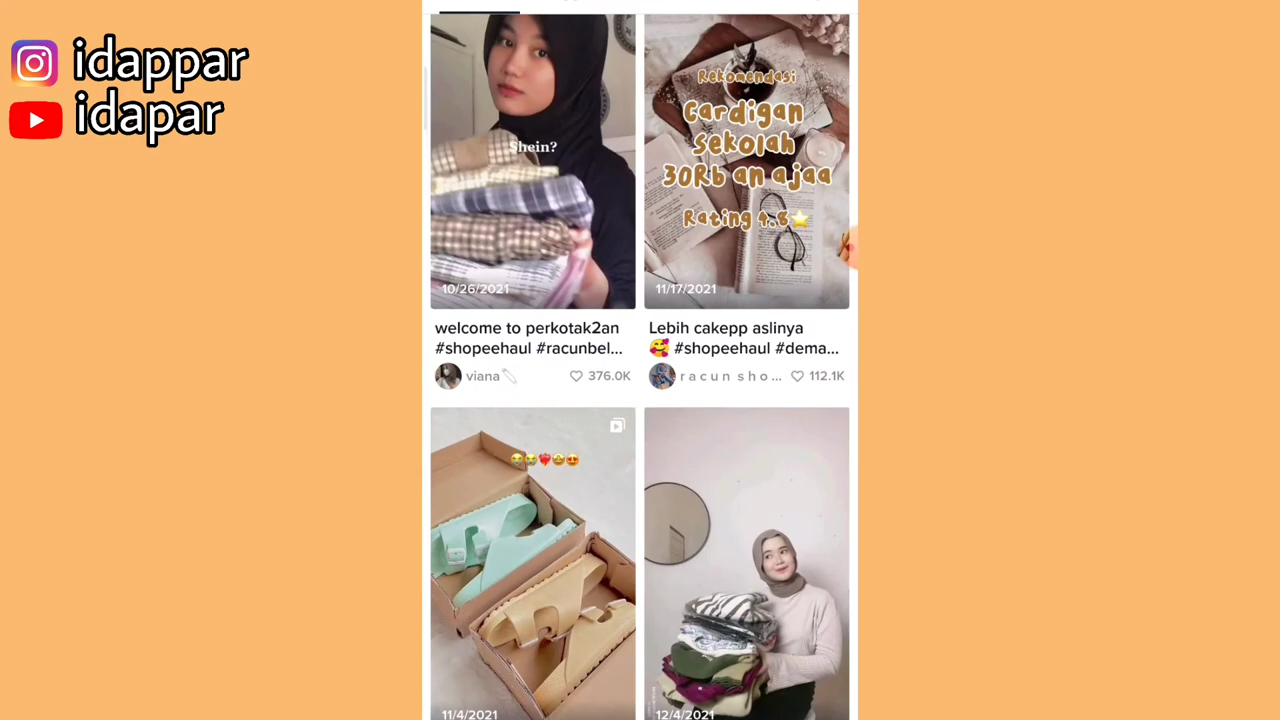 idappar
idapar
Shein?
10/26/2021
welcome to perkotak2an
#shopeehaul #racunbel...
viana
376.0K
Rekomendasi
Cardigan
sekolah
30Rb an ajaa
Rating 4.8⭐
11/17/2021
Lebih cakepp aslinya
🥰 #shopeehaul #dema...
r a c u n s h o ...
112.1K
😭😭❤️‍🔥🤩😍
11/4/2021
12/4/2021